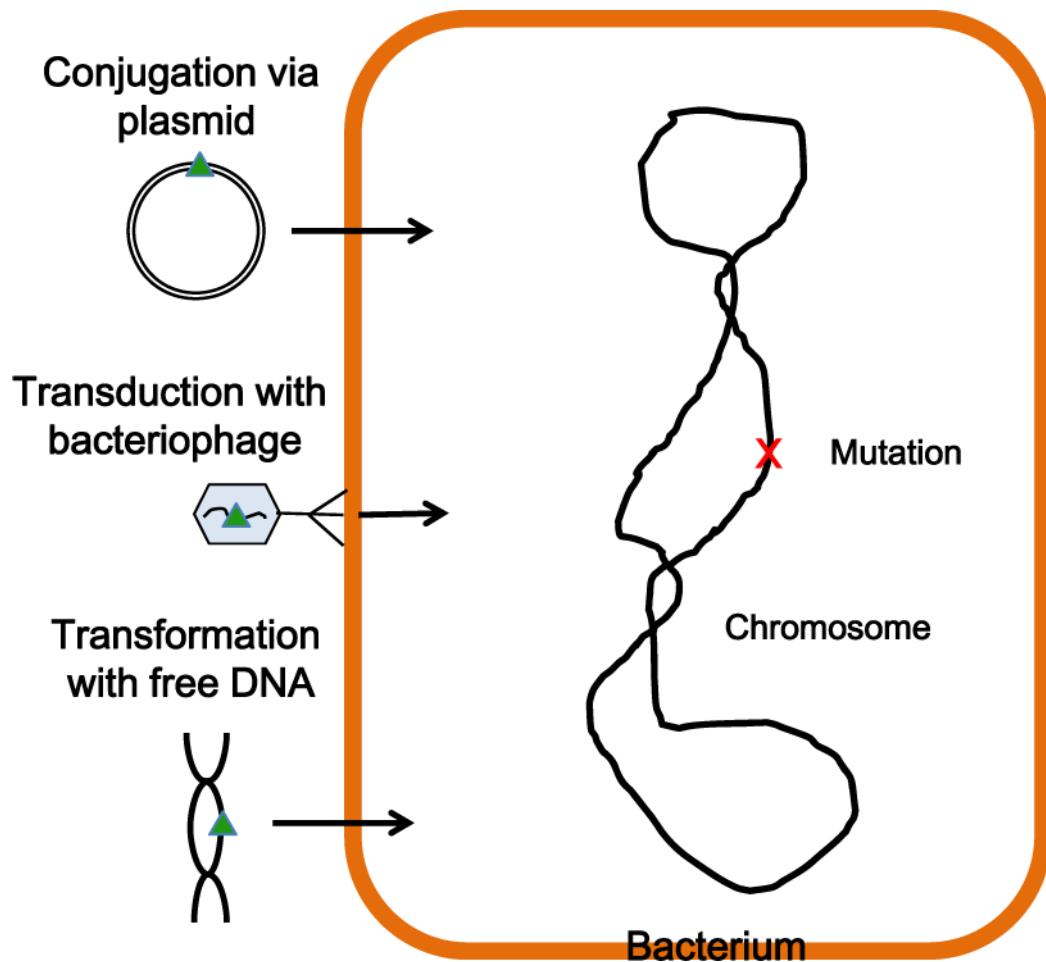 Conjugation via
plasmid
Transduction with
bacteriophage
Transformation
with free DNA
Mutation
Chromosome
Bacterium